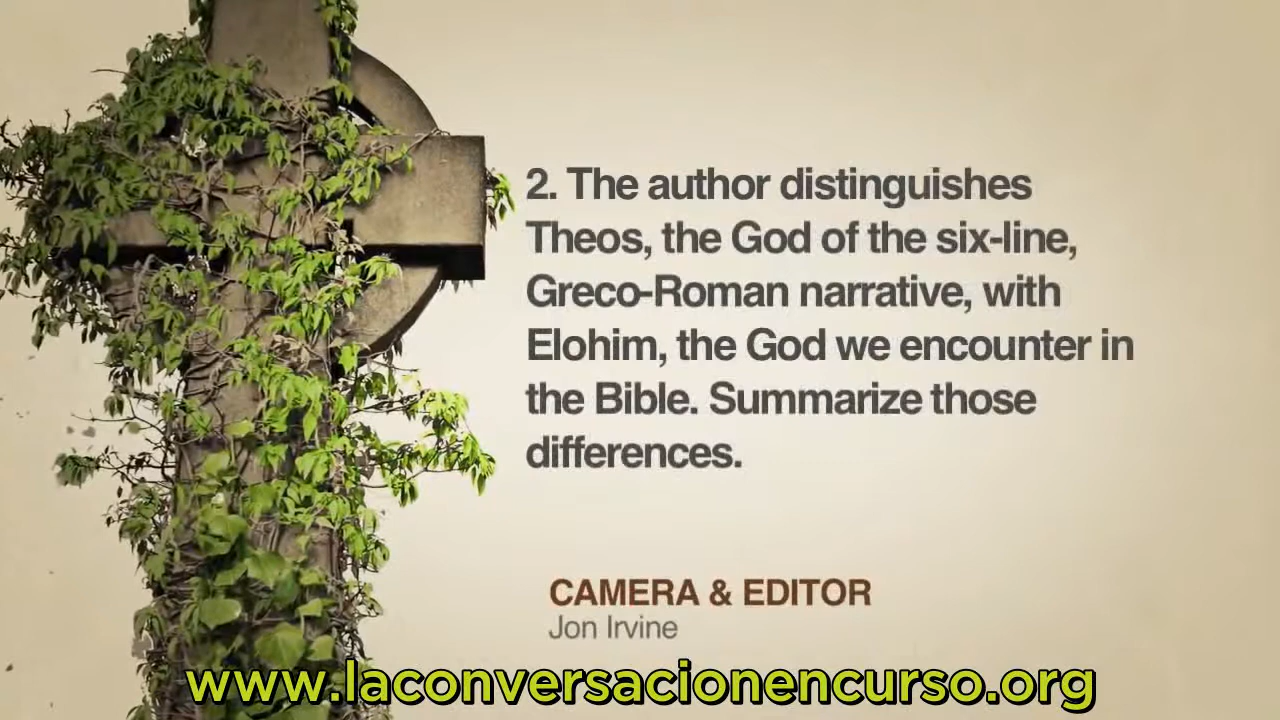 2. The author distinguishes
Theos, the God of the six-line,
Greco-Roman narrative, with
Elohim, the God we encounter in
the Bible. Summarize those
differences.
CAMERA & EDITOR
Jon Irvine
www.laconversacionencurso.org